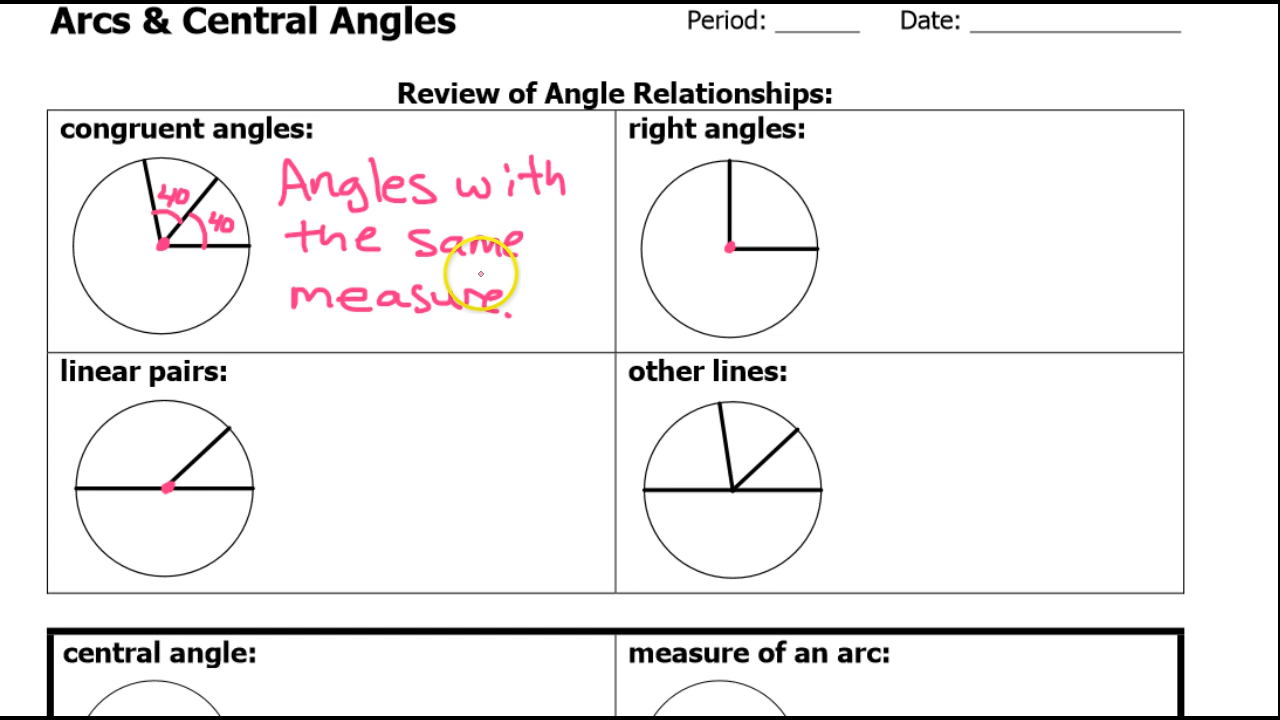 Arcs & Central Angles
Period: ______ Date: ______________
Review of Angle Relationships:
congruent angles:
40
40
Angles with
the same
measure.
right angles:
linear pairs:
other lines:
central angle:
measure of an arc: